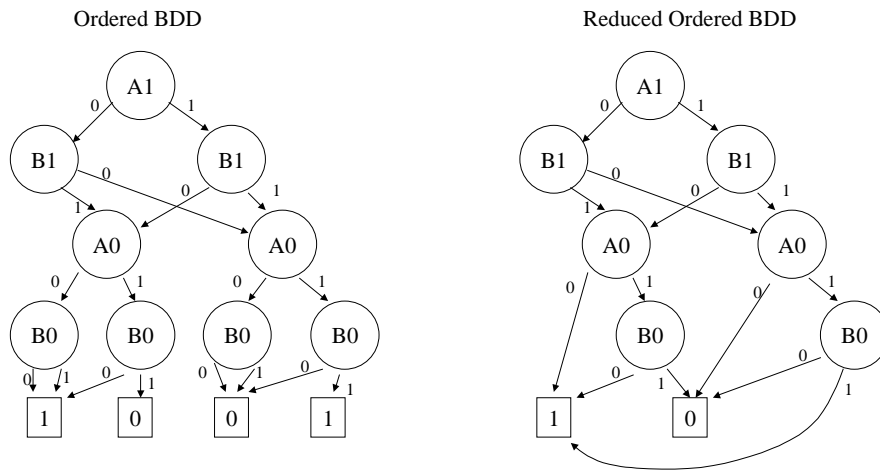 Ordered BDD Reduced Ordered BDD
A1 A1
0 1 0 1
B1 B1 B1 B1
0 0 1 0 0 1
1 1
A0 A0 A0 A0
0 1 0 1 0 1 0 1
B0 B0 B0 B0 B0 B0
0 1 0 1 0 1 0 1 0 1 0 1
1 0 0 1 1 0